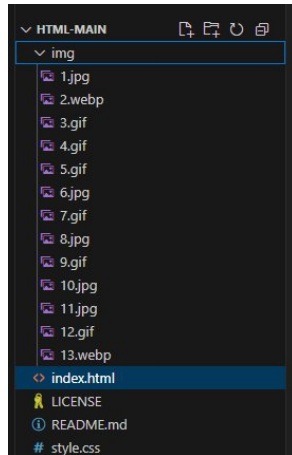 HTML-MAIN
img
1.jpg
2.webp
3.gif
4.gif
5.gif
6.jpg
7.gif
8.jpg
9.gif
10.jpg
11.jpg
12.gif
13.webp
<> index.html
LICENSE
README.md
# style.css